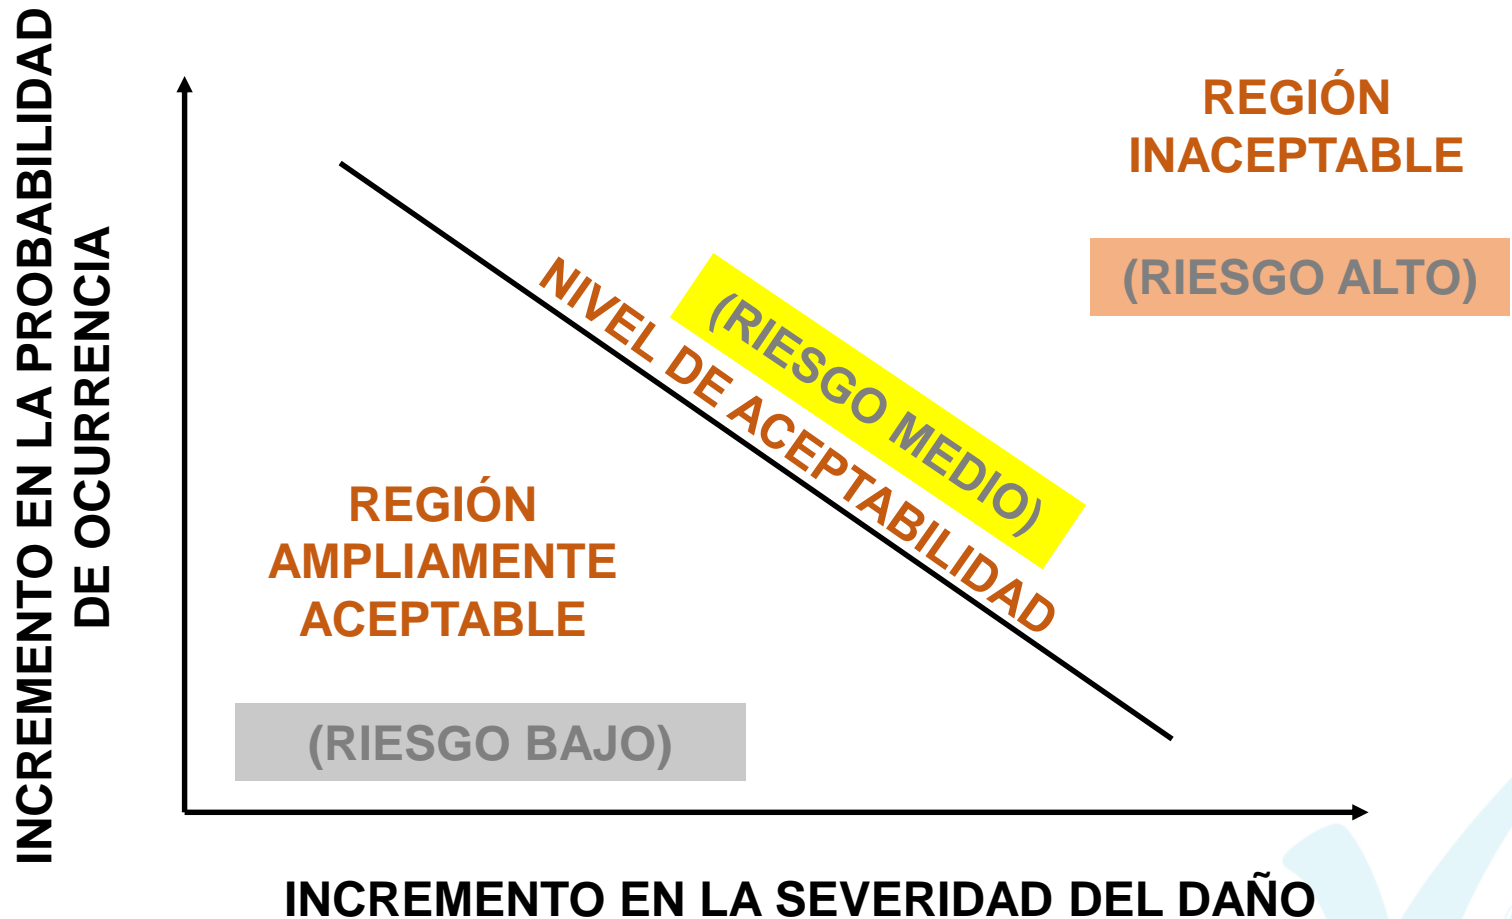 INCREMENTO EN LA PROBABILIDAD
DE OCURRENCIA
REGIÓN
INACEPTABLE
(RIESGO ALTO)
(RIESGO MEDIO)
NIVEL DE ACEPTABILIDAD
REGIÓN
AMPLIAMENTE
ACEPTABLE
(RIESGO BAJO)
INCREMENTO EN LA SEVERIDAD DEL DAÑO